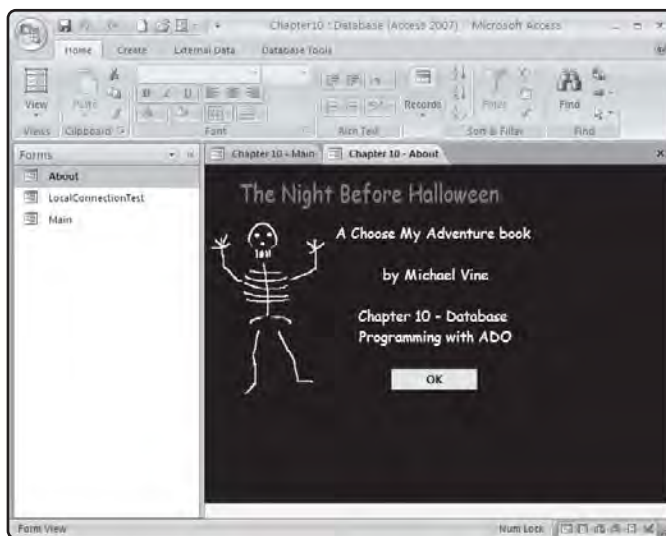 Chapter10 : Database (Access 2007) - Microsoft Access
Home Create External Data Database Tools
View Paste Records Filter Find
Views Clipboard Font Rich Text Sort & Filter Find
Forms
About
LocalConnectionTest
Main
Chapter 10 - Main Chapter 10 - About
The Night Before Halloween
A Choose My Adventure book
by Michael Vine
Chapter 10 - Database
Programming with ADO
OK
Form View Num Lock